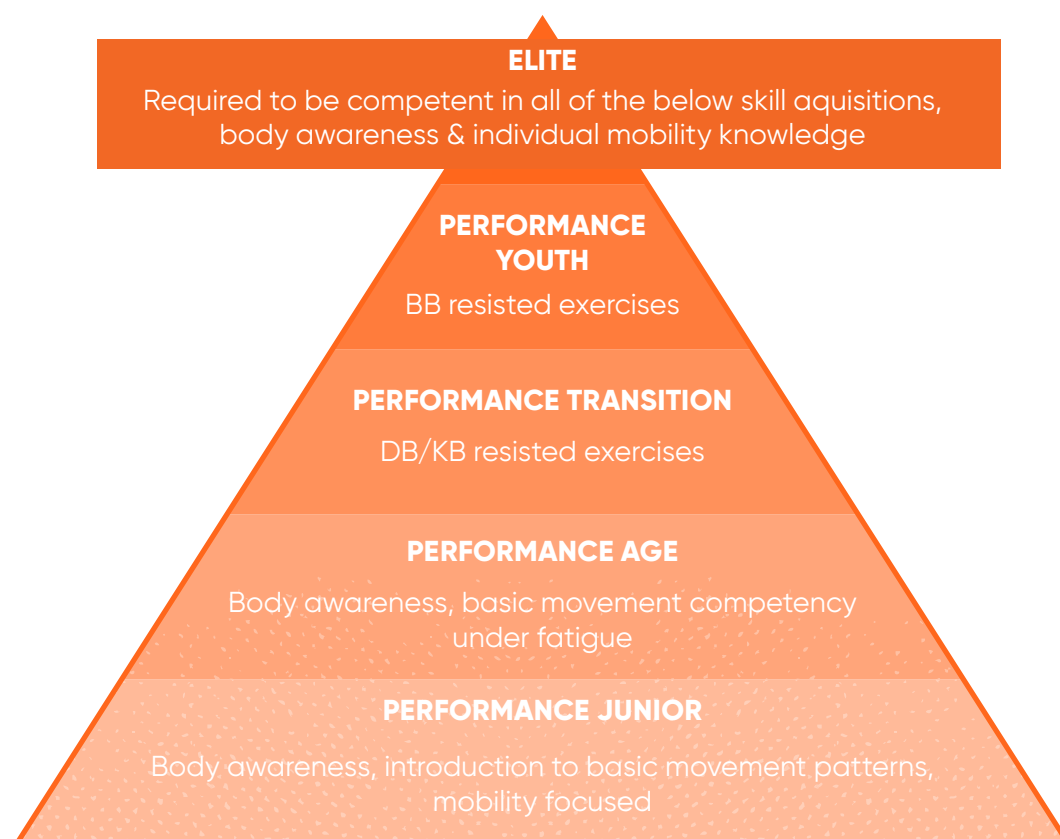 ELITE
Required to be competent in all of the below skill aquisitions,
body awareness & individual mobility knowledge
PERFORMANCE
YOUTH
BB resisted exercises
PERFORMANCE TRANSITION
DB/KB resisted exercises
PERFORMANCE AGE
Body awareness, basic movement competency
under fatigue
PERFORMANCE JUNIOR
Body awareness, introduction to basic movement patterns,
mobility focused